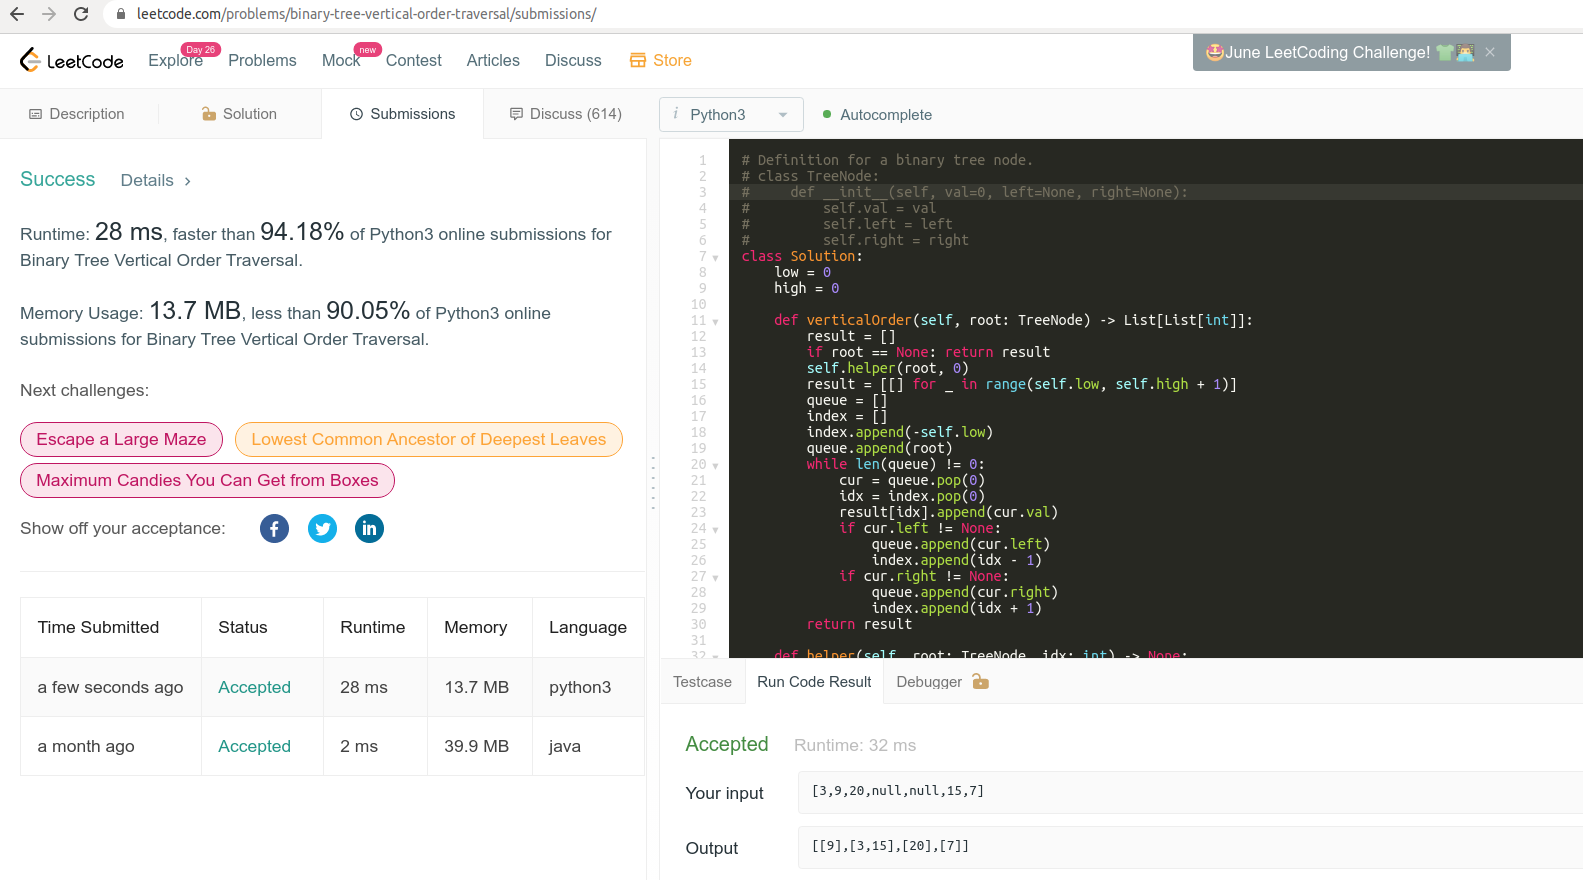 leetcode.com/problems/binary-tree-vertical-order-traversal/submissions/
LeetCode
Explore Day 26
Problems
Mock new
Contest
Articles
Discuss
Store
🤩June LeetCoding Challenge! 👕👨‍💻 ×
Description
Solution
Submissions
Discuss (614)
i Python3
Autocomplete
Success Details >
Runtime: 28 ms, faster than 94.18% of Python3 online submissions for
Binary Tree Vertical Order Traversal.
Memory Usage: 13.7 MB, less than 90.05% of Python3 online
submissions for Binary Tree Vertical Order Traversal.
Next challenges:
Escape a Large Maze
Lowest Common Ancestor of Deepest Leaves
Maximum Candies You Can Get from Boxes
Show off your acceptance:
Time Submitted Status Runtime Memory Language
a few seconds ago Accepted 28 ms 13.7 MB python3
a month ago Accepted 2 ms 39.9 MB java
1 # Definition for a binary tree node.
2 # class TreeNode:
3 #     def __init__(self, val=0, left=None, right=None):
4 #         self.val = val
5 #         self.left = left
6 #         self.right = right
7 class Solution:
8     low = 0
9     high = 0
10
11     def verticalOrder(self, root: TreeNode) -> List[List[int]]:
12         result = []
13         if root == None: return result
14         self.helper(root, 0)
15         result = [[] for _ in range(self.low, self.high + 1)]
16         queue = []
17         index = []
18         index.append(-self.low)
19         queue.append(root)
20         while len(queue) != 0:
21             cur = queue.pop(0)
22             idx = index.pop(0)
23             result[idx].append(cur.val)
24             if cur.left != None:
25                 queue.append(cur.left)
26                 index.append(idx - 1)
27             if cur.right != None:
28                 queue.append(cur.right)
29                 index.append(idx + 1)
30         return result
31
32     def helper(self, root: TreeNode, idx: int) -> None:
Testcase
Run Code Result
Debugger
Accepted Runtime: 32 ms
Your input [3,9,20,null,null,15,7]
Output [[9],[3,15],[20],[7]]